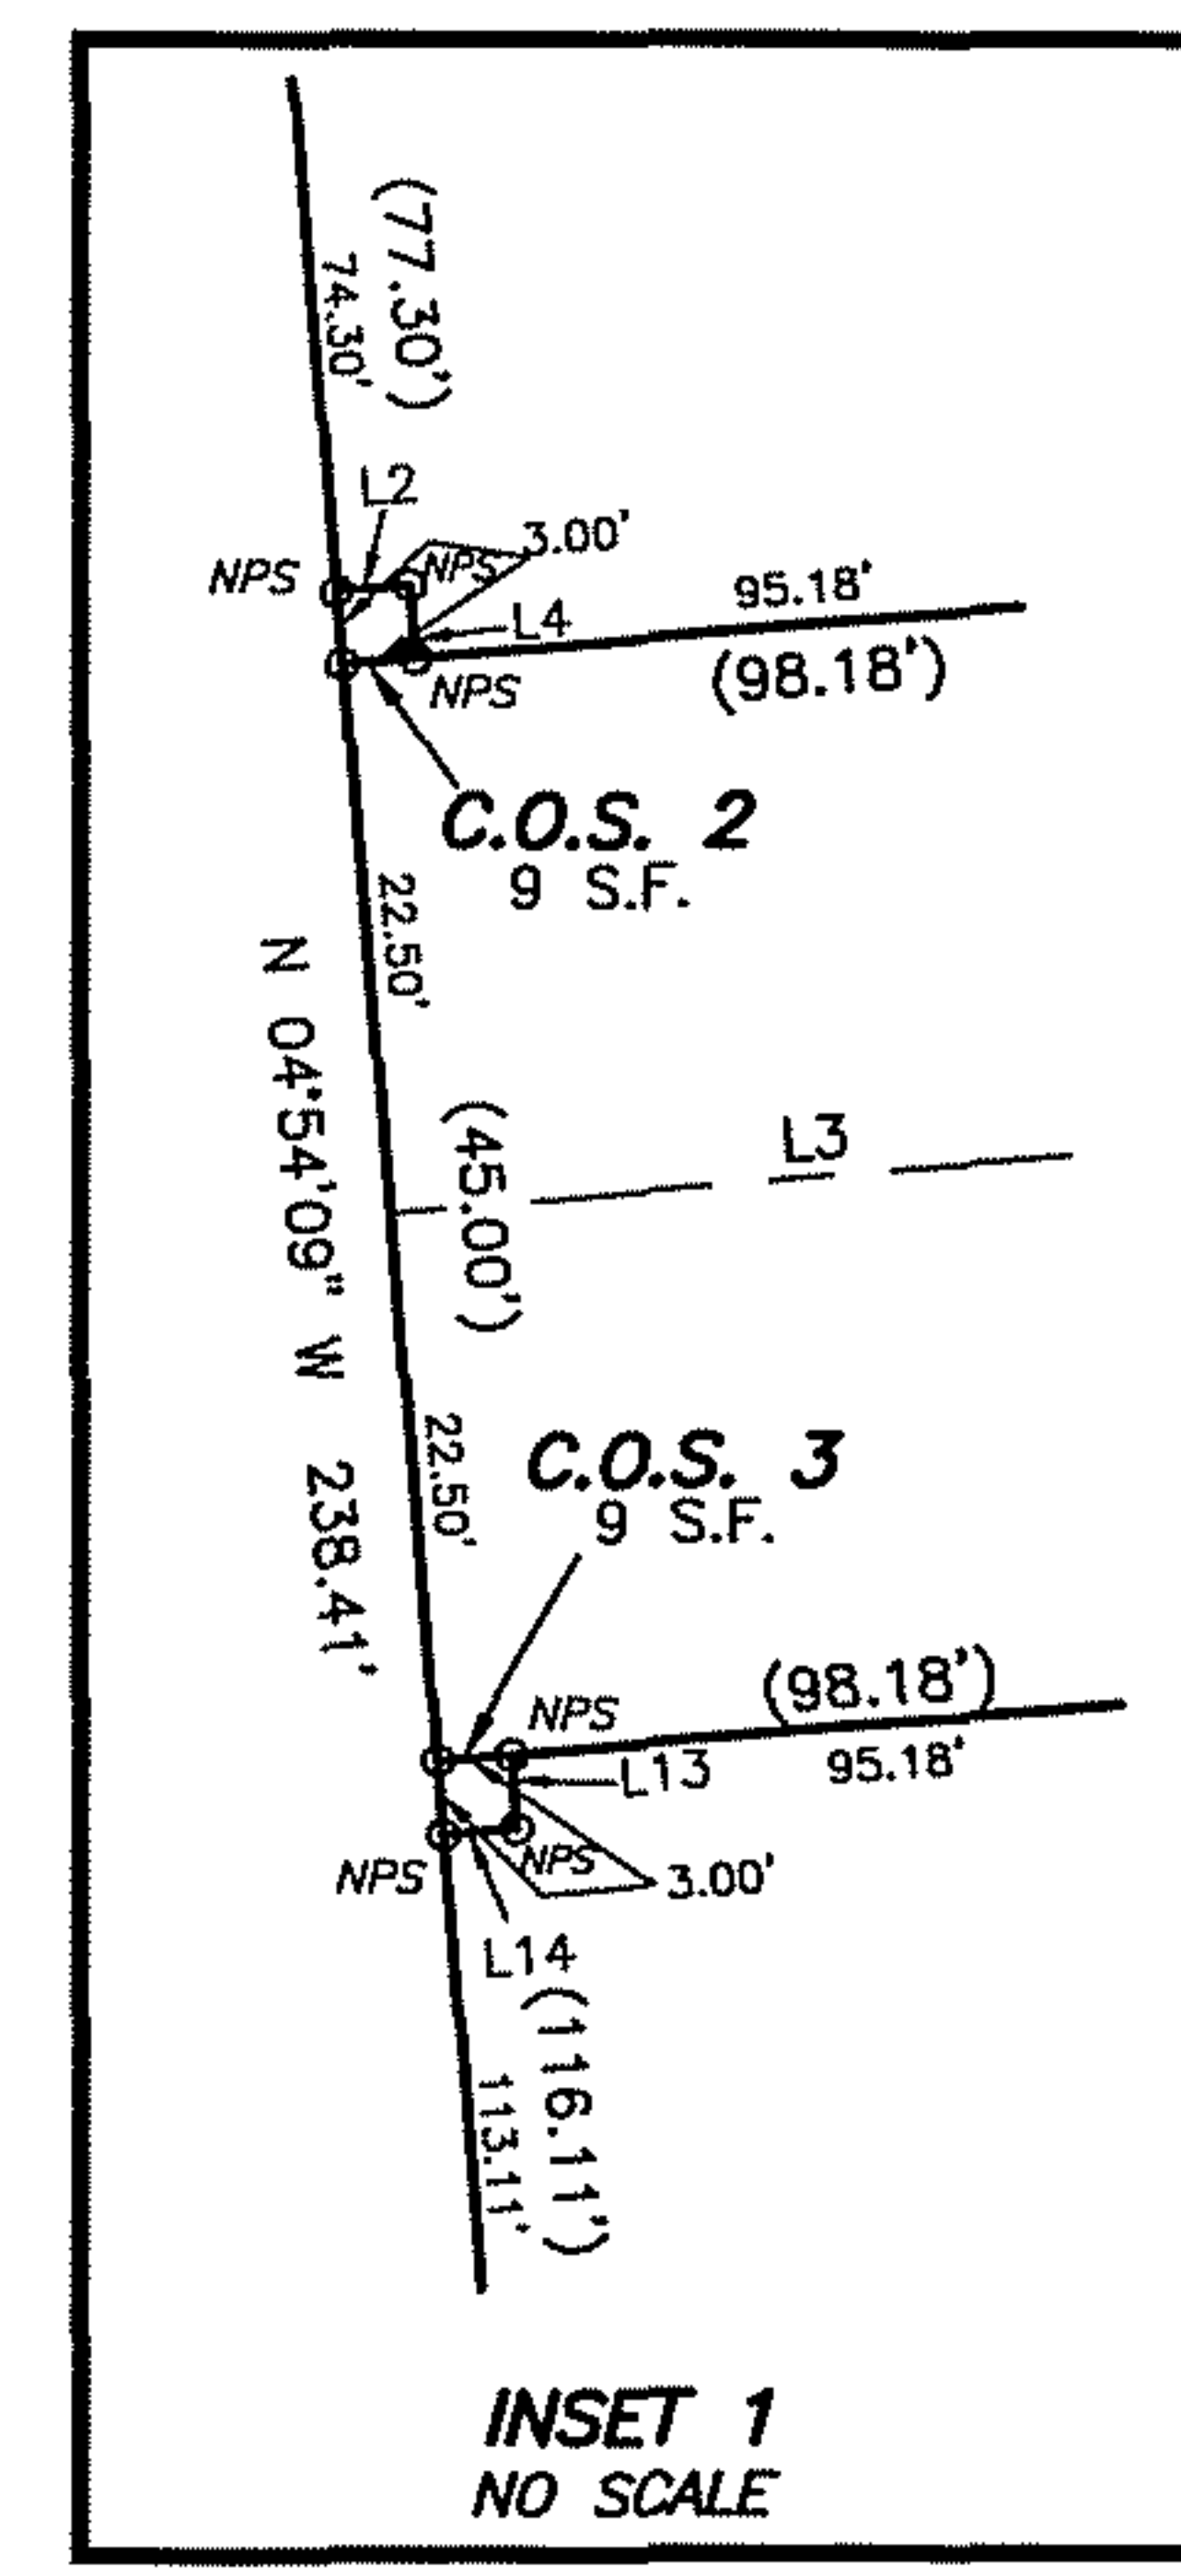 (77.30')
74.30'
L2
3.00'
NPS
NPS
95.18'
L4
(98.18')
NPS
C.O.S. 2
9 S.F.
22.50'
N 04°54'09" W 238.41'
(45.00')
L3
22.50'
C.O.S. 3
9 S.F.
(98.18')
NPS
95.18'
L13
NPS
NPS
3.00'
L14
(116.11')
113.11'
INSET 1
NO SCALE